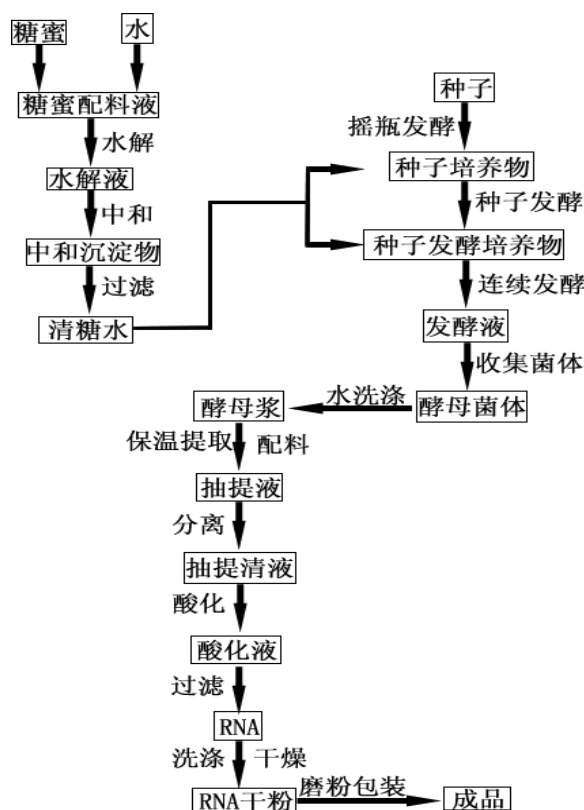 糖蜜
水
糖蜜配料液
水解
水解液
中和
中和沉淀物
过滤
清糖水
种子
摇瓶发酵
种子培养物
种子发酵
种子发酵培养物
连续发酵
发酵液
收集菌体
酵母菌体
水洗涤
酵母浆
保温提取 配料
抽提液
分离
抽提清液
酸化
酸化液
过滤
RNA
洗涤 干燥
RNA干粉
磨粉包装
成品